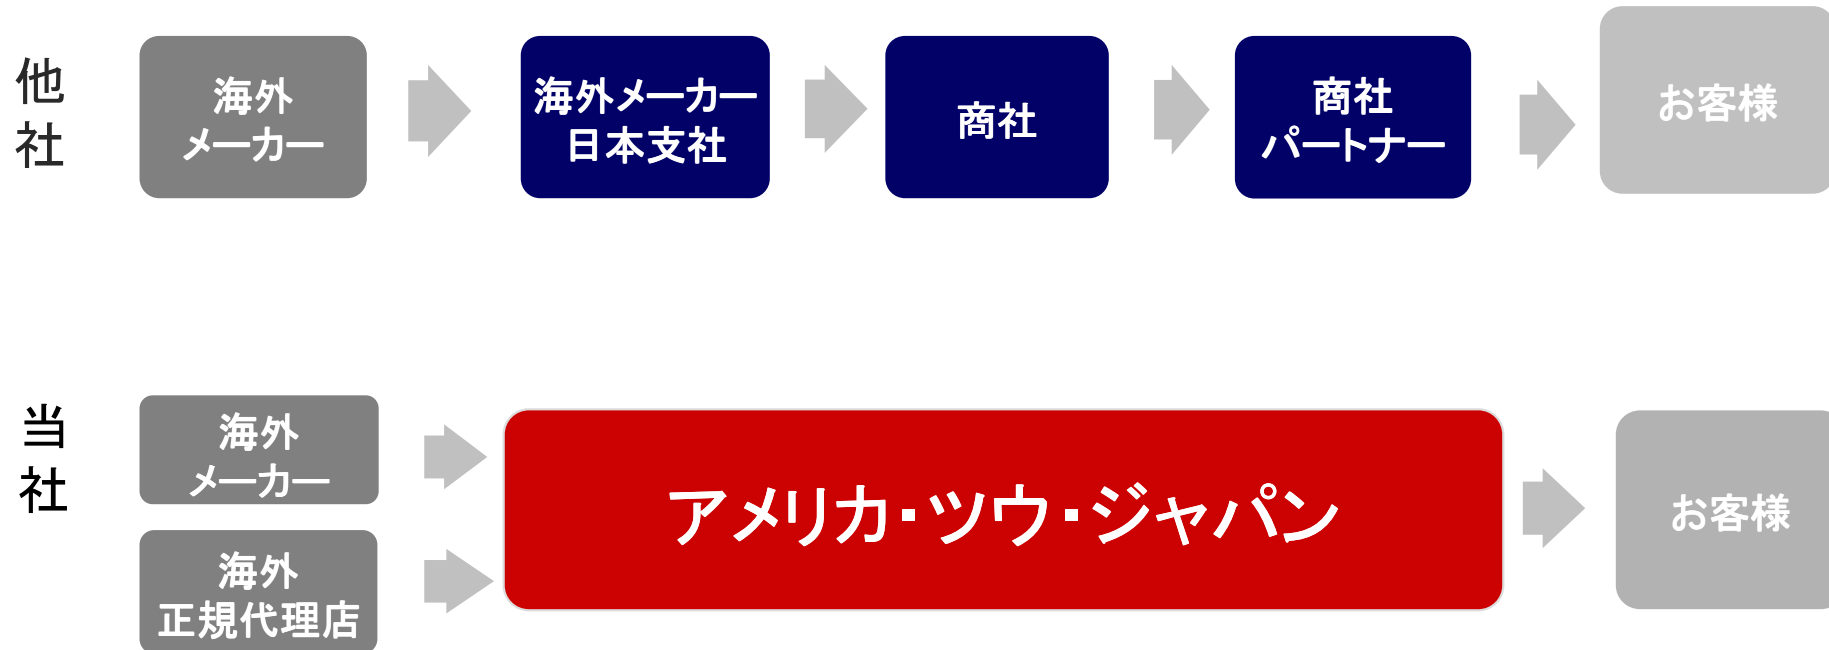 他社
海外
メーカー
海外メーカー
日本支社
商社
商社
パートナー
お客様
当社
海外
メーカー
海外
正規代理店
アメリカ・ツウ・ジャパン
お客様